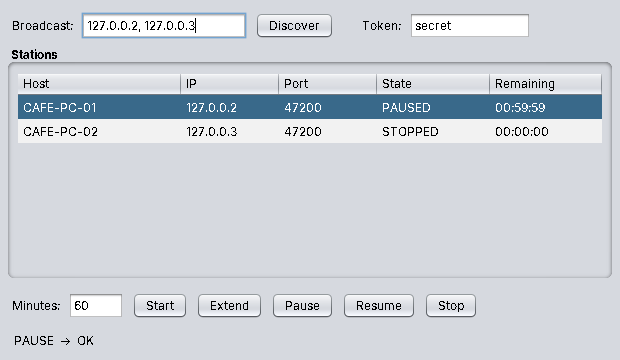 Broadcast: 127.0.0.2, 127.0.0.3 Discover Token: secret
Stations
Host IP Port State Remaining
CAFE-PC-01 127.0.0.2 47200 PAUSED 00:59:59
CAFE-PC-02 127.0.0.3 47200 STOPPED 00:00:00
Minutes: 60 Start Extend Pause Resume Stop
PAUSE → OK